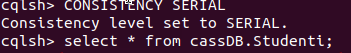 cqlsh> CONSISTENCY SERIAL
Consistency level set to SERIAL.
cqlsh> select * from cassDB.Studenti;